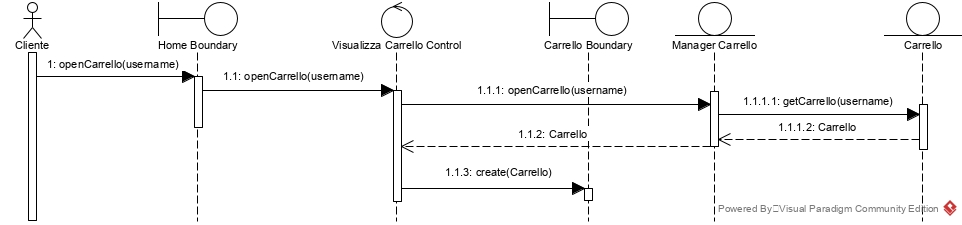 Cliente
Home Boundary
Visualizza Carrello Control
Carrello Boundary
Manager Carrello
Carrello
1: openCarrello(username)
1.1: openCarrello(username)
1.1.1: openCarrello(username)
1.1.1.1: getCarrello(username)
1.1.1.2: Carrello
1.1.2: Carrello
1.1.3: create(Carrello)
Powered By Visual Paradigm Community Edition